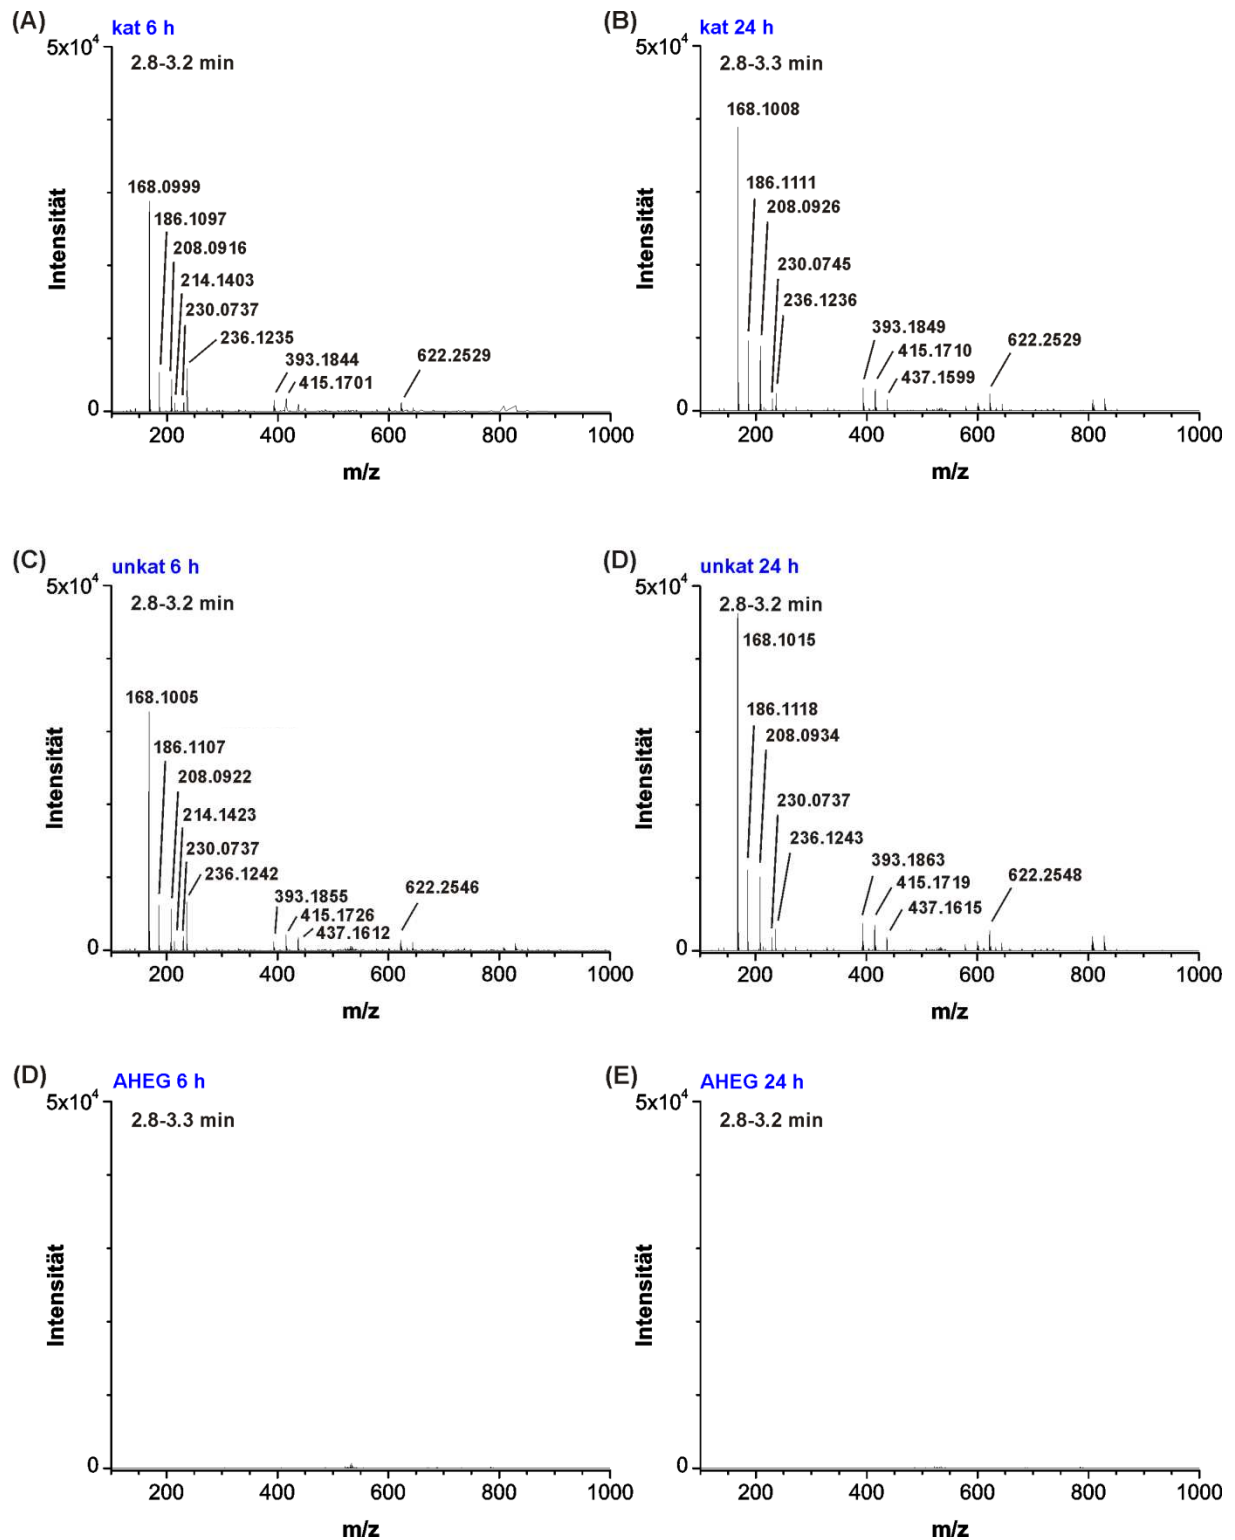 (A)
kat 6 h
5x10⁴
2.8-3.2 min
168.0999
186.1097
208.0916
214.1403
230.0737
236.1235
393.1844
415.1701
622.2529
Intensität
0
200 400 600 800 1000
m/z
(B)
kat 24 h
5x10⁴
2.8-3.3 min
168.1008
186.1111
208.0926
230.0745
236.1236
393.1849
415.1710
437.1599
622.2529
Intensität
0
200 400 600 800 1000
m/z
(C)
unkat 6 h
5x10⁴
2.8-3.2 min
168.1005
186.1107
208.0922
214.1423
230.0737
236.1242
393.1855
415.1726
437.1612
622.2546
Intensität
0
200 400 600 800 1000
m/z
(D)
unkat 24 h
5x10⁴
2.8-3.2 min
168.1015
186.1118
208.0934
230.0737
236.1243
393.1863
415.1719
437.1615
622.2548
Intensität
0
200 400 600 800 1000
m/z
(D)
AHEG 6 h
5x10⁴
2.8-3.3 min
Intensität
0
200 400 600 800 1000
m/z
(E)
AHEG 24 h
5x10⁴
2.8-3.2 min
Intensität
0
200 400 600 800 1000
m/z